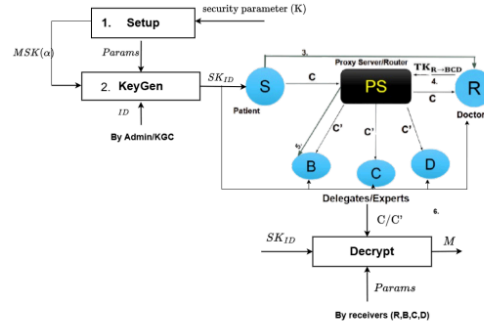 security parameter (K)
1. Setup
MSK(α)
Params
2. KeyGen
SK_ID
ID
By Admin/KGC
3.
Proxy Server/Router
TK_R→BCD
S
C
PS
4.
C
R
Patient
Doctor
C'
C'
C'
B
C
D
Delegates/Experts
C/C'
6.
SK_ID
Decrypt
M
Params
By receivers (R,B,C,D)